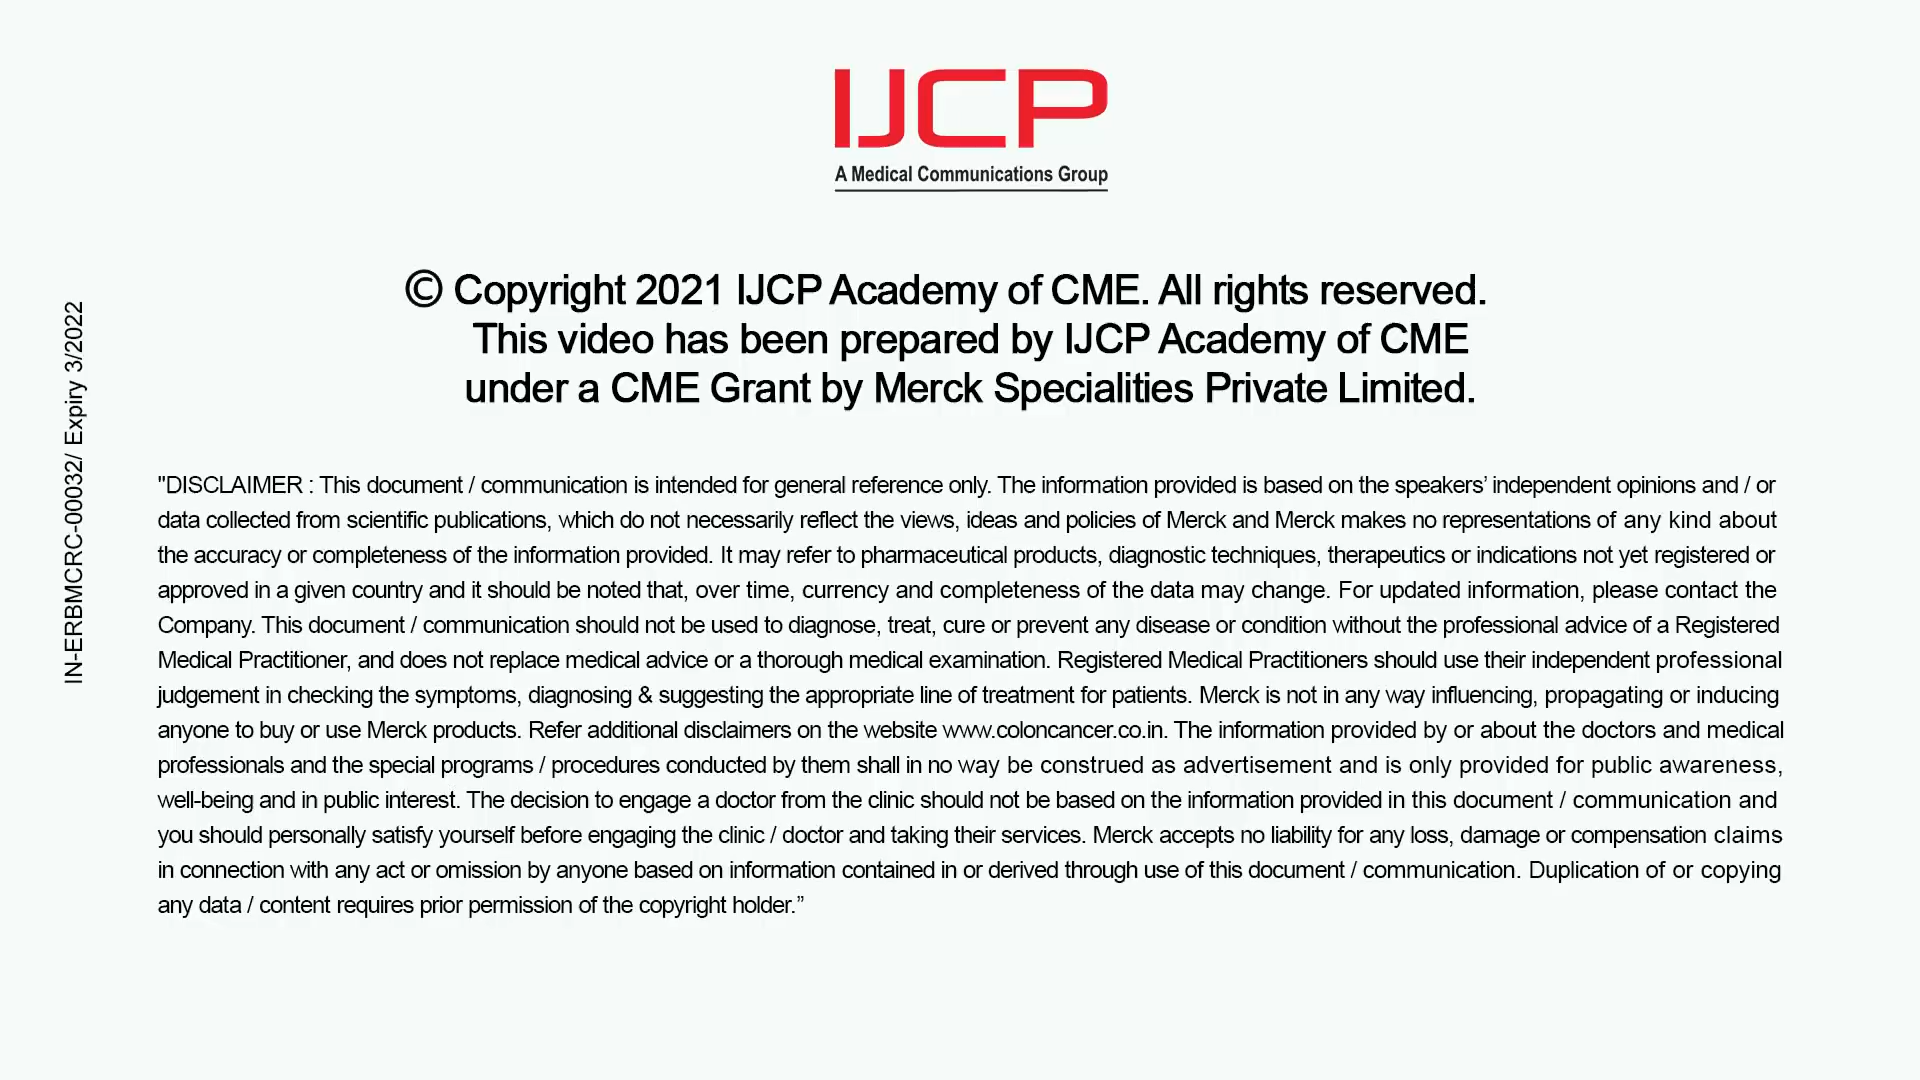 IJCP
A Medical Communications Group
© Copyright 2021 IJCP Academy of CME. All rights reserved.
This video has been prepared by IJCP Academy of CME
under a CME Grant by Merck Specialities Private Limited.
IN-ERBMCRC-00032/ Expiry 3/2022
"DISCLAIMER : This document / communication is intended for general reference only. The information provided is based on the speakers’ independent opinions and / or
data collected from scientific publications, which do not necessarily reflect the views, ideas and policies of Merck and Merck makes no representations of any kind about
the accuracy or completeness of the information provided. It may refer to pharmaceutical products, diagnostic techniques, therapeutics or indications not yet registered or
approved in a given country and it should be noted that, over time, currency and completeness of the data may change. For updated information, please contact the
Company. This document / communication should not be used to diagnose, treat, cure or prevent any disease or condition without the professional advice of a Registered
Medical Practitioner, and does not replace medical advice or a thorough medical examination. Registered Medical Practitioners should use their independent professional
judgement in checking the symptoms, diagnosing & suggesting the appropriate line of treatment for patients. Merck is not in any way influencing, propagating or inducing
anyone to buy or use Merck products. Refer additional disclaimers on the website www.coloncancer.co.in. The information provided by or about the doctors and medical
professionals and the special programs / procedures conducted by them shall in no way be construed as advertisement and is only provided for public awareness,
well-being and in public interest. The decision to engage a doctor from the clinic should not be based on the information provided in this document / communication and
you should personally satisfy yourself before engaging the clinic / doctor and taking their services. Merck accepts no liability for any loss, damage or compensation claims
in connection with any act or omission by anyone based on information contained in or derived through use of this document / communication. Duplication of or copying
any data / content requires prior permission of the copyright holder.”